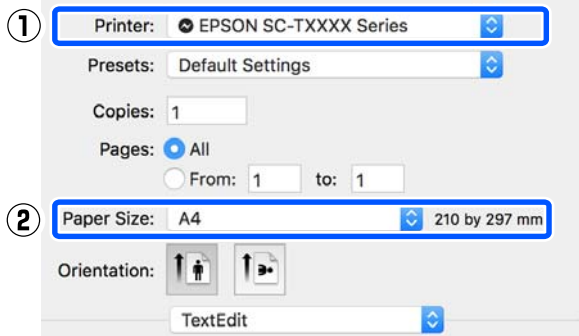 ① Printer: EPSON SC-TXXXX Series
Presets: Default Settings
Copies: 1
Pages: All
From: 1 to: 1
② Paper Size: A4 210 by 297 mm
Orientation:
TextEdit